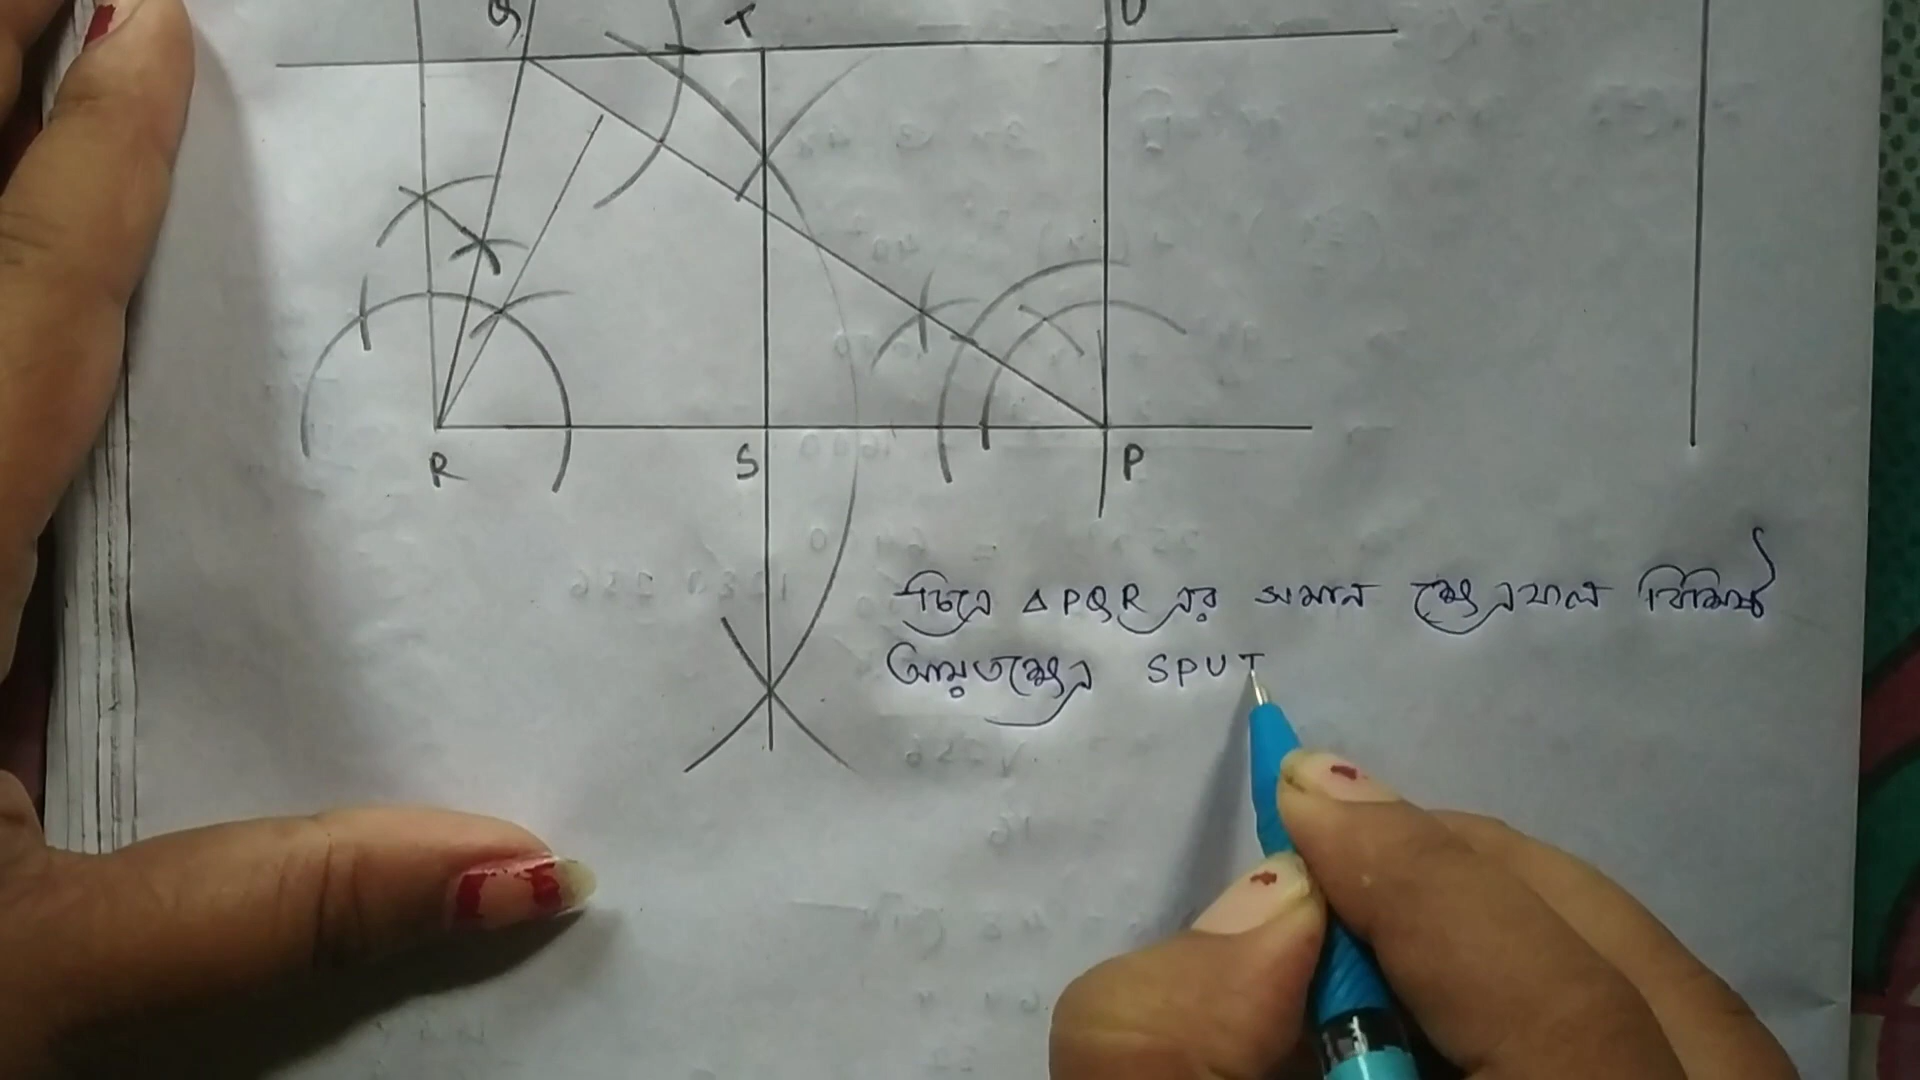 Q T U
R S P
চিত্রে Δ PQR এর সমান ক্ষেত্রফল বিশিষ্ট
আয়তক্ষেত্র SPUT